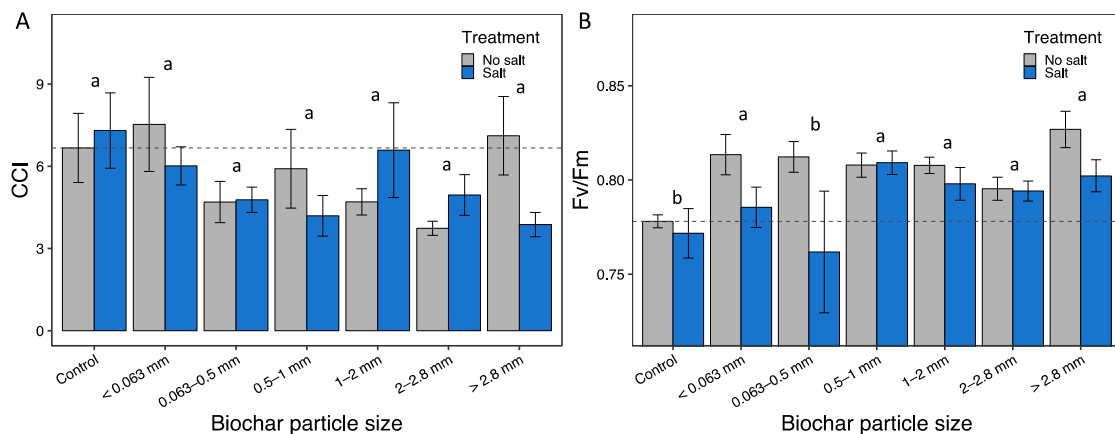 A
Treatment
No salt
Salt
a
a
a
a
a
a
a
9
6
3
0
CCI
Control
< 0.063 mm
0.063–0.5 mm
0.5–1 mm
1–2 mm
2–2.8 mm
> 2.8 mm
Biochar particle size
B
Treatment
No salt
Salt
b
a
b
a
a
a
a
0.85
0.80
0.75
Fv/Fm
Control
< 0.063 mm
0.063–0.5 mm
0.5–1 mm
1–2 mm
2–2.8 mm
> 2.8 mm
Biochar particle size